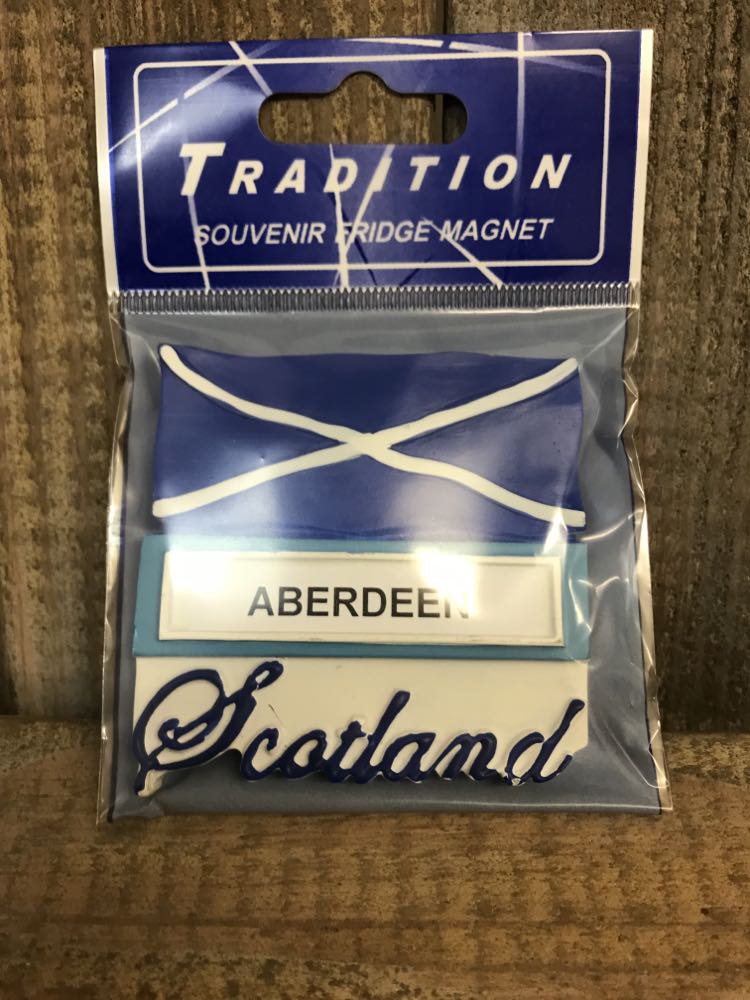 TRADITION
SOUVENIR FRIDGE MAGNET
ABERDEEN
Scotland